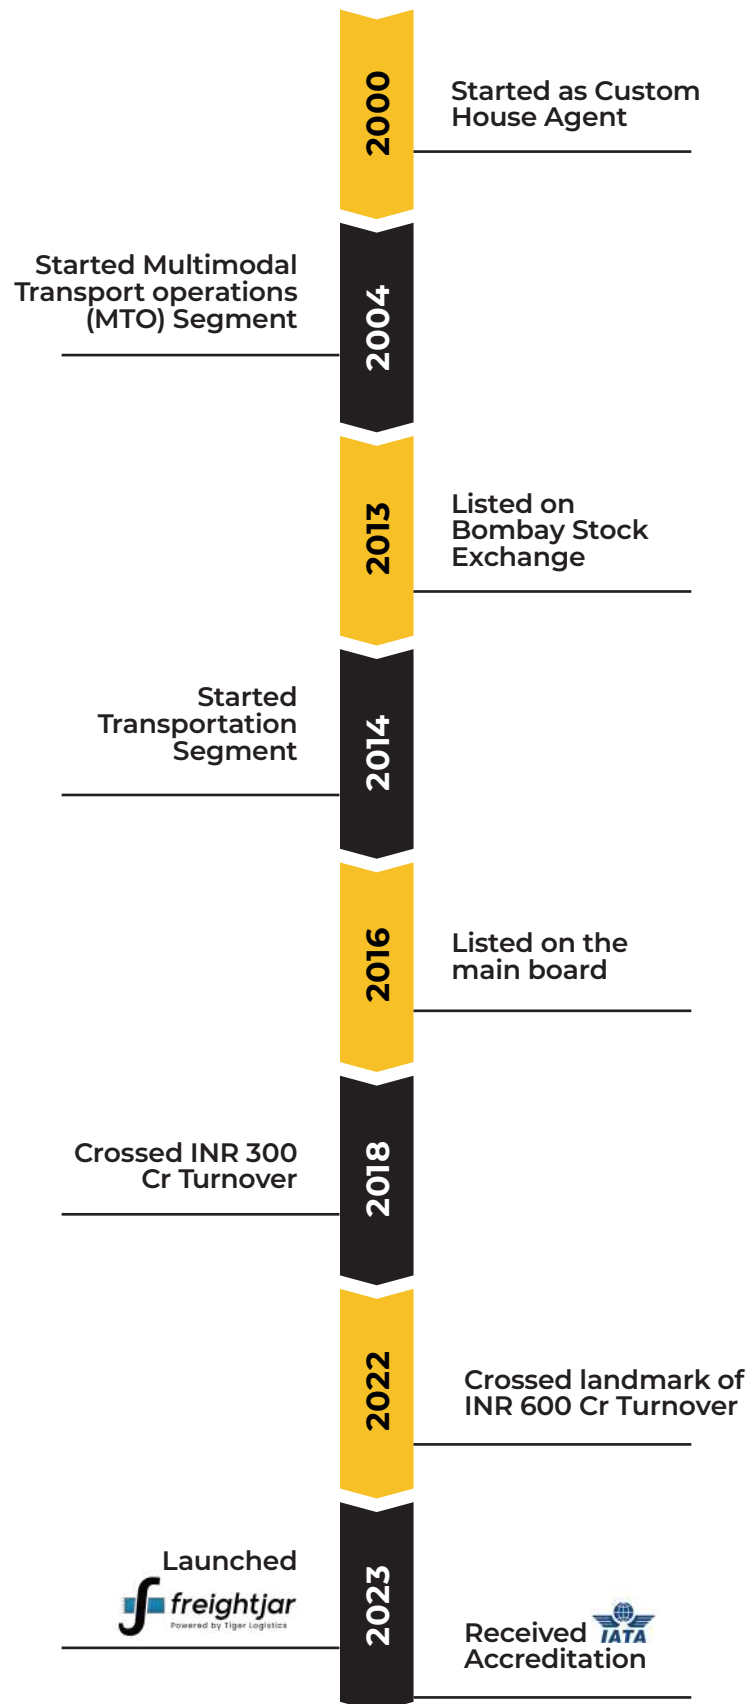 2000
Started as Custom
House Agent
Started Multimodal
Transport operations
(MTO) Segment
2004
2013
Listed on
Bombay Stock
Exchange
Started
Transportation
Segment
2014
2016
Listed on the
main board
Crossed INR 300
Cr Turnover
2018
2022
Crossed landmark of
INR 600 Cr Turnover
Launched
freightjar
Powered by Tiger Logistics
2023
Received IATA
Accreditation